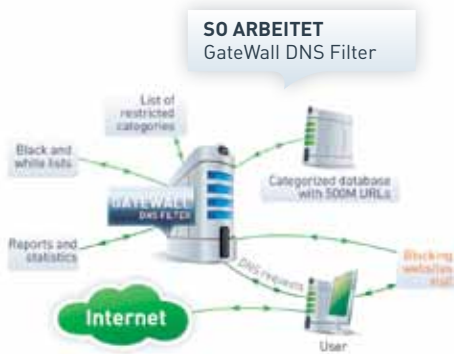 SO ARBEITET
GateWall DNS Filter
List of
restricted
categories
Black and
white lists
Categorized database
with 500M URLs
GATEWALL
DNS FILTER
Reports and
statistics
DNS requests
Blocking
websites
visit
Internet
User